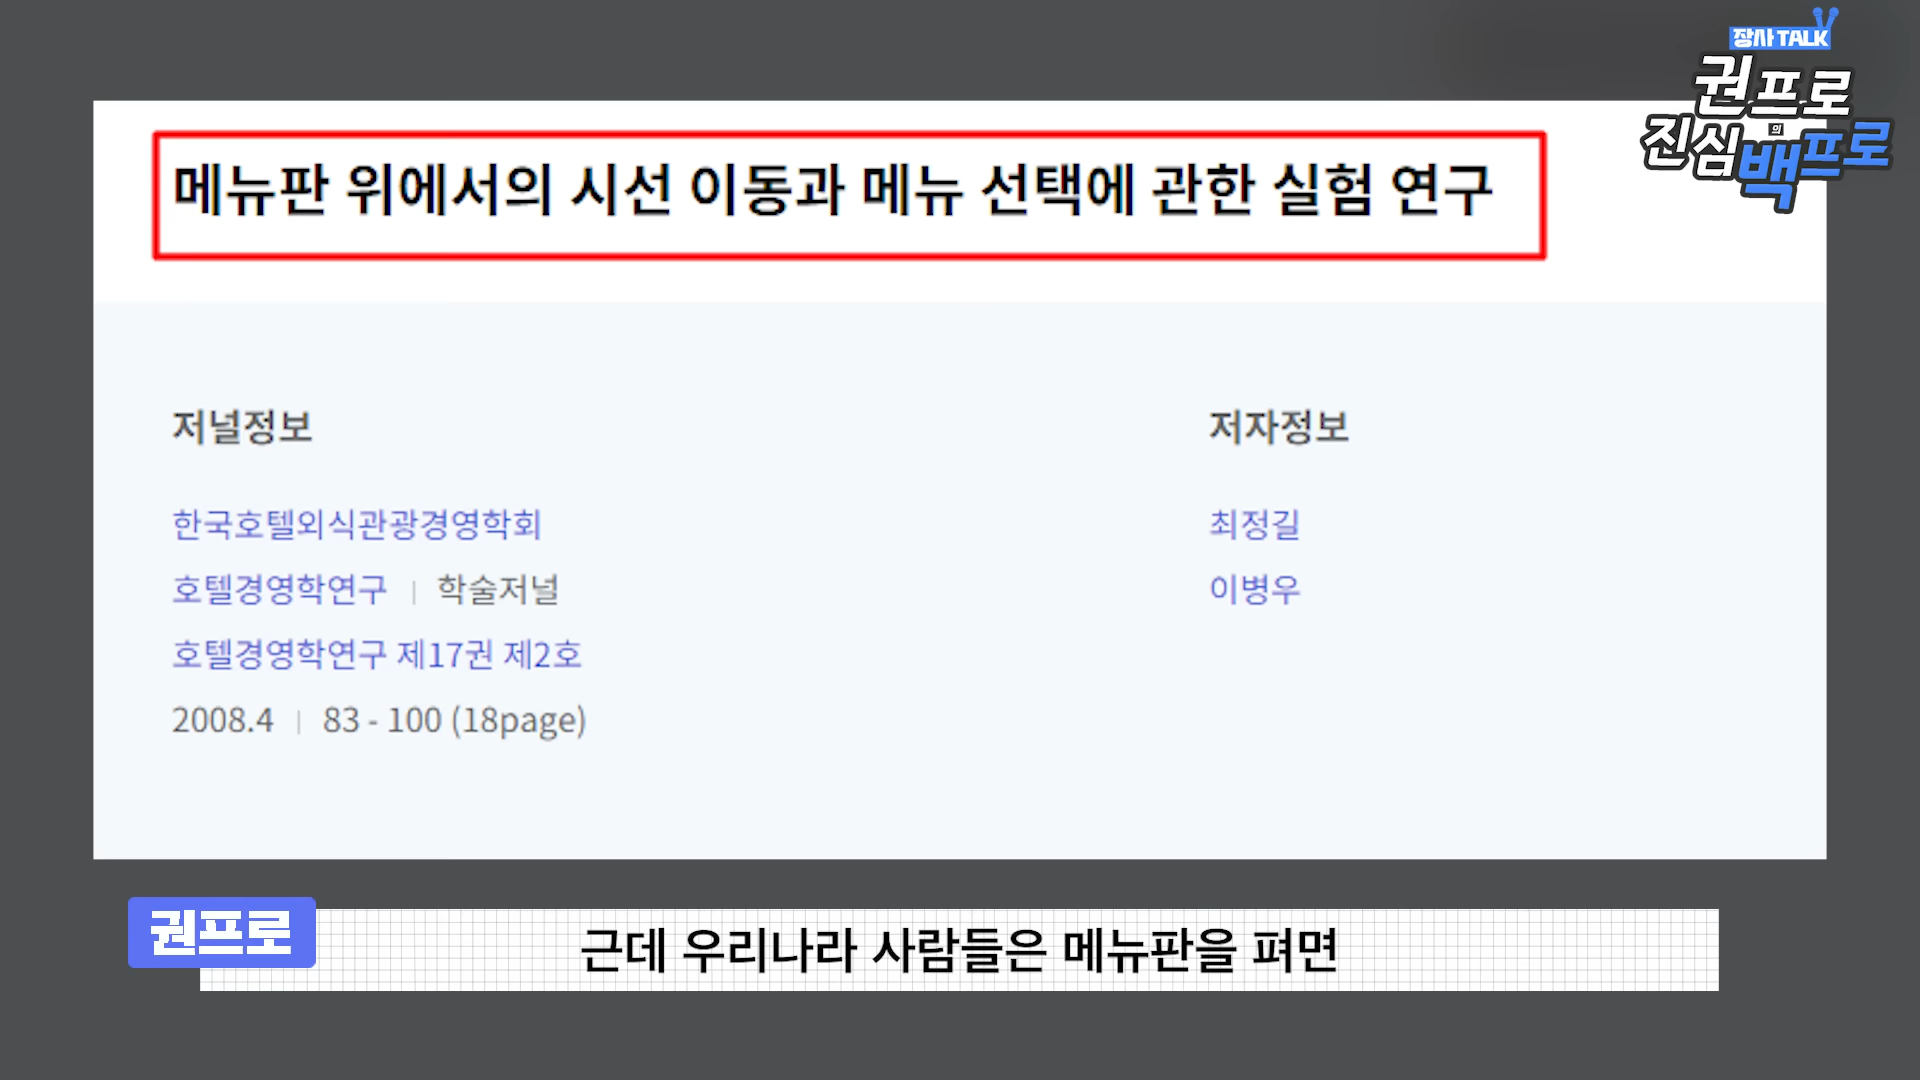 장사 TALK
권프로
진심의 백프로
메뉴판 위에서의 시선 이동과 메뉴 선택에 관한 실험 연구
저널정보
한국호텔외식관광경영학회
호텔경영학연구 | 학술저널
호텔경영학연구 제17권 제2호
2008.4 | 83 - 100 (18page)
저자정보
최정길
이병우
권프로
근데 우리나라 사람들은 메뉴판을 펴면